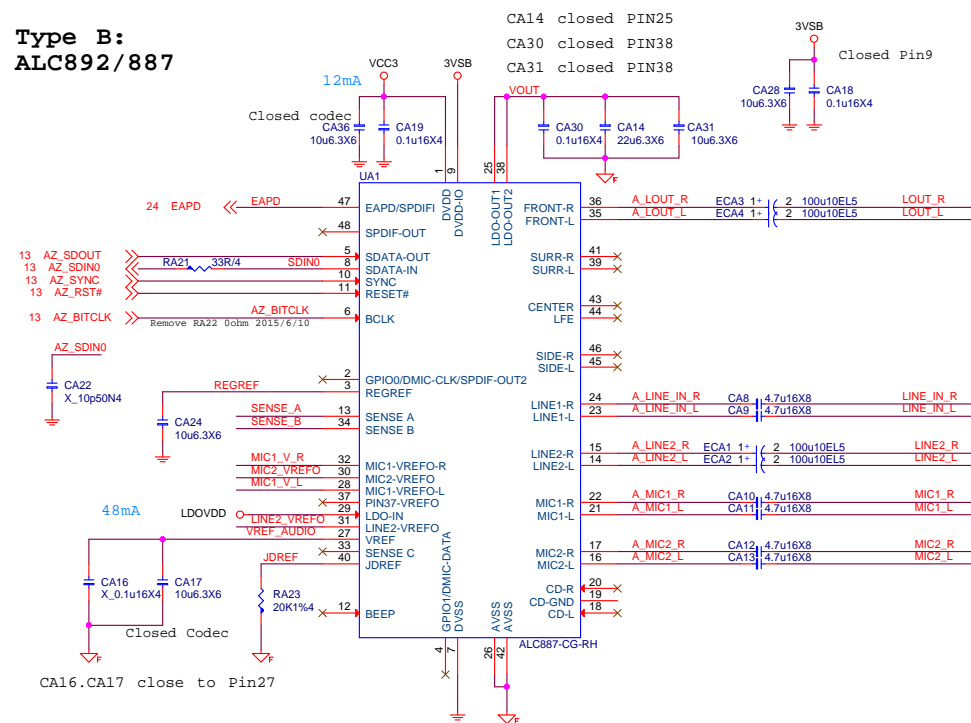 Type B:
ALC892/887
CA14 closed PIN25
CA30 closed PIN38
CA31 closed PIN38
3VSB
Closed Pin9
CA28
10u6.3X6
CA18
0.1u16X4
12mA
VCC3
3VSB
VOUT
Closed codec
CA36
10u6.3X6
CA19
0.1u16X4
CA30
0.1u16X4
CA14
22u6.3X6
CA31
10u6.3X6
F
1
9
25
38
UA1
DVDD
DVDD-IO
LDO-OUT1
LDO-OUT2
24 EAPD
EAPD
47
EAPD/SPDIFI
48
SPDIF-OUT
13 AZ_SDOUT
5
SDATA-OUT
13 AZ_SDIN0
RA21
33R/4
SDIN0
8
SDATA-IN
13 AZ_SYNC
10
SYNC
13 AZ_RST#
11
RESET#
13 AZ_BITCLK
AZ_BITCLK
6
BCLK
Remove RA22 0ohm 2015/6/10
AZ_SDIN0
CA22
X_10p50N4
2
GPIO0/DMIC-CLK/SPDIF-OUT2
REGREF
3
REGREF
CA24
10u6.3X6
SENSE_A
13
SENSE A
SENSE_B
34
SENSE B
MIC1_V_R
32
MIC1-VREFO-R
MIC2_VREFO
30
MIC2-VREFO
MIC1_V_L
28
MIC1-VREFO-L
37
PIN37-VREFO
48mA
LDOVDD
29
LDO-IN
LINE2_VREFO
31
LINE2-VREFO
VREF_AUDIO
27
VREF
33
SENSE C
JDREF
40
JDREF
CA16
X_0.1u16X4
CA17
10u6.3X6
RA23
20K1%4
12
BEEP
Closed Codec
F
F
CA16.CA17 close to Pin27
GPIO1/DMIC-DATA
DVSS
AVSS
AVSS
4
7
26
42
F
ALC887-CG-RH
FRONT-R
36
A_LOUT_R
ECA3 1+
2 100u10EL5
LOUT_R
FRONT-L
35
A_LOUT_L
ECA4 1+
2 100u10EL5
LOUT_L
SURR-R
41
SURR-L
39
CENTER
43
LFE
44
SIDE-R
46
SIDE-L
45
LINE1-R
24
A_LINE_IN_R
CA8
4.7u16X8
LINE_IN_R
LINE1-L
23
A_LINE_IN_L
CA9
4.7u16X8
LINE_IN_L
LINE2-R
15
A_LINE2_R
ECA1 1+
2 100u10EL5
LINE2_R
LINE2-L
14
A_LINE2_L
ECA2 1+
2 100u10EL5
LINE2_L
MIC1-R
22
A_MIC1_R
CA10
4.7u16X8
MIC1_R
MIC1-L
21
A_MIC1_L
CA11
4.7u16X8
MIC1_L
MIC2-R
17
A_MIC2_R
CA12
4.7u16X8
MIC2_R
MIC2-L
16
A_MIC2_L
CA13
4.7u16X8
MIC2_L
CD-R
20
CD-GND
19
CD-L
18